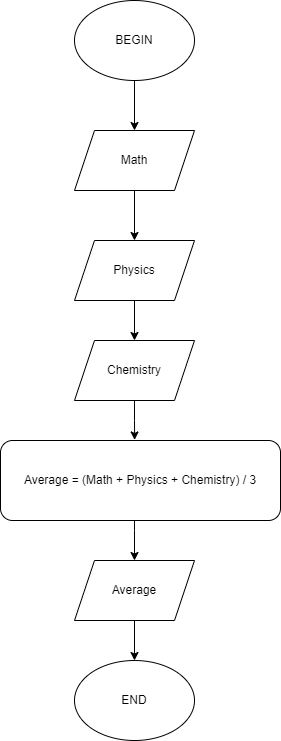 BEGIN
Math
Physics
Chemistry
Average = (Math + Physics + Chemistry) / 3
Average
END